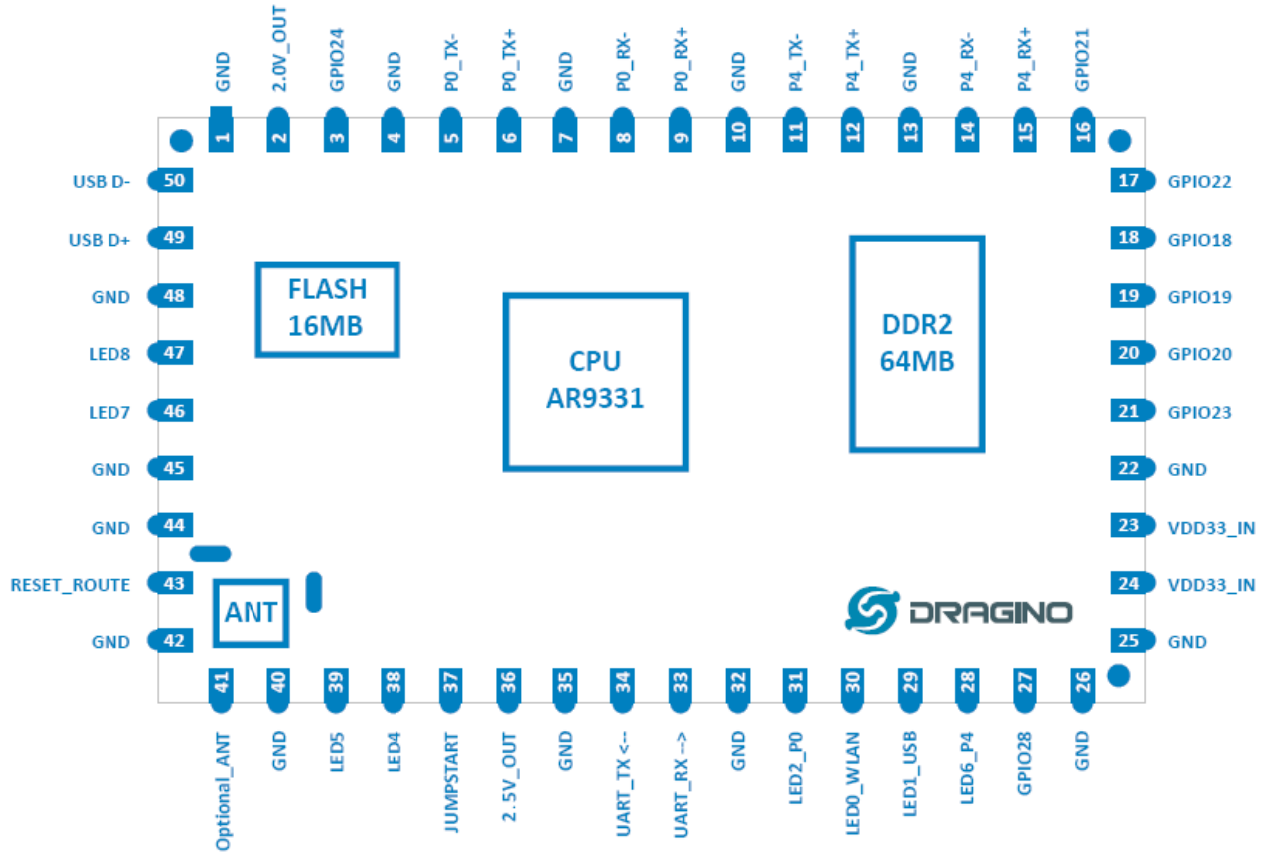 GND
2.0V_OUT
GPIO24
GND
P0_TX-
P0_TX+
GND
P0_RX-
P0_RX+
GND
P4_TX-
P4_TX+
GND
P4_RX-
P4_RX+
GPIO21
1
2
3
4
5
6
7
8
9
10
11
12
13
14
15
16
USB D- 50
17 GPIO22
USB D+ 49
18 GPIO18
GND 48
19 GPIO19
LED8 47
20 GPIO20
LED7 46
21 GPIO23
GND 45
22 GND
GND 44
23 VDD33_IN
RESET_ROUTE 43
24 VDD33_IN
GND 42
25 GND
FLASH
16MB
CPU
AR9331
DDR2
64MB
ANT
DRAGINO
41
40
39
38
37
36
35
34
33
32
31
30
29
28
27
26
Optional_ANT
GND
LED5
LED4
JUMPSTART
2.5V_OUT
GND
UART_TX <--
UART_RX -->
GND
LED2_P0
LED0_WLAN
LED1_USB
LED6_P4
GPIO28
GND